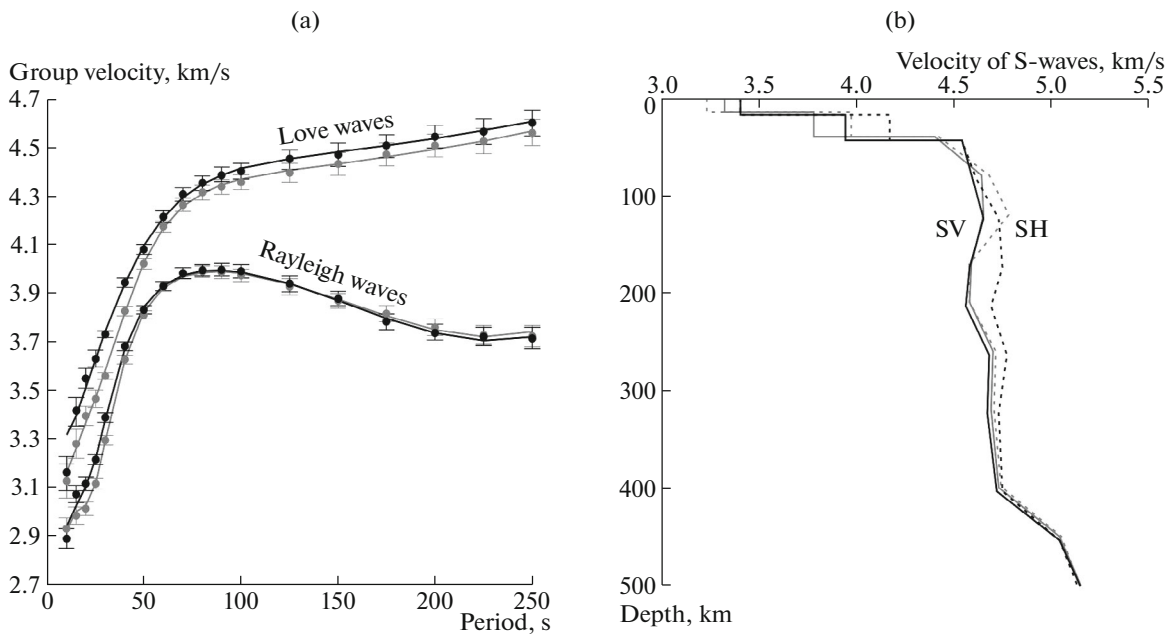 (a)
Group velocity, km/s
4.7
4.5
4.3
4.1
3.9
3.7
3.5
3.3
3.1
2.9
2.7
0
50
100
150
200
250
Period, s
Love waves
Rayleigh waves
(b)
Velocity of S-waves, km/s
3.0
3.5
4.0
4.5
5.0
5.5
0
100
200
300
400
500
SV
SH
Depth, km